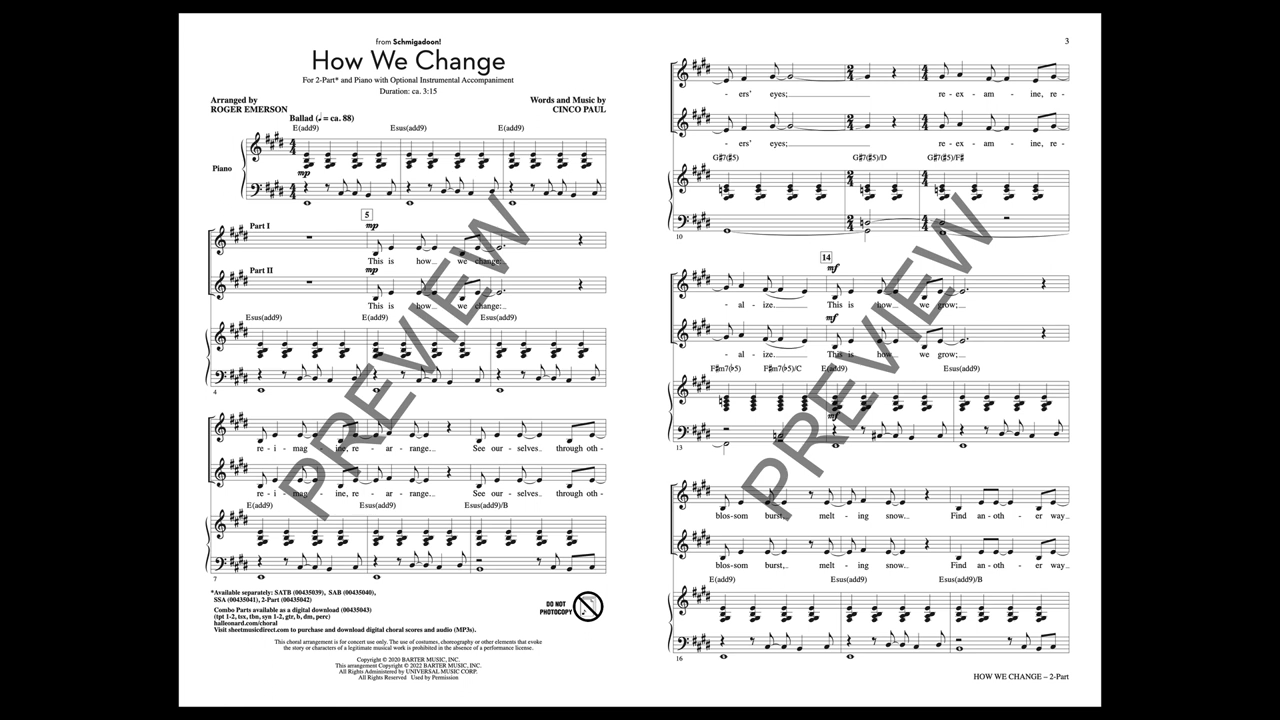 from Schmigadoon!
How We Change
For 2-Part* and Piano with Optional Instrumental Accompaniment
Duration: ca. 3:15
Arranged by
ROGER EMERSON
Words and Music by
CINCO PAUL
Ballad (♩ = ca. 88)
E(add9) Esus(add9) E(add9)
Piano
mp
5
Part I
mp
This is how we change:
Part II
mp
This is how we change:
Esus(add9) E(add9) Esus(add9)
4
re - i - mag - ine, re - ar - range. See our - selves through oth -
re - i - mag - ine, re - ar - range. See our - selves through oth -
E(add9) Esus(add9) Esus(add9)/B
7
*Available separately: SATB (00435039), SAB (00435040),
SSA (00435041), 2-Part (00435042)
Combo Parts available as a digital download (00435043)
(tpt 1-2, tsx, tbn, syn 1-2, gtr, b, dm, perc)
halleonard.com/choral
Visit sheetmusicdirect.com to purchase and download digital choral scores and audio (MP3s).
DO NOT
PHOTOCOPY
This choral arrangement is for concert use only. The use of costumes, choreography or other elements that evoke
the story or characters of a legitimate musical work is prohibited in the absence of a performance license.
Copyright © 2020 BARTER MUSIC, INC.
This arrangement Copyright © 2022 BARTER MUSIC, INC.
All Rights Administered by UNIVERSAL MUSIC CORP.
All Rights Reserved Used by Permission
PREVIEW
3
- ers' eyes; re - ex - am - ine, re -
- ers' eyes; re - ex - am - ine, re -
G♯7(♯5) G♯7(♯5)/D G♯7(♯5)/F♯
10
14
mf
- al - ize. This is how we grow;
mf
- al - ize. This is how we grow;
F♯m7(♭5) F♯m7(♭5)/C E(add9) Esus(add9)
mf
13
blos-som burst, melt - ing snow. Find an-oth - er way
blos-som burst, melt - ing snow. Find an-oth - er way
E(add9) Esus(add9) Esus(add9)/B
16
HOW WE CHANGE – 2-Part
PREVIEW